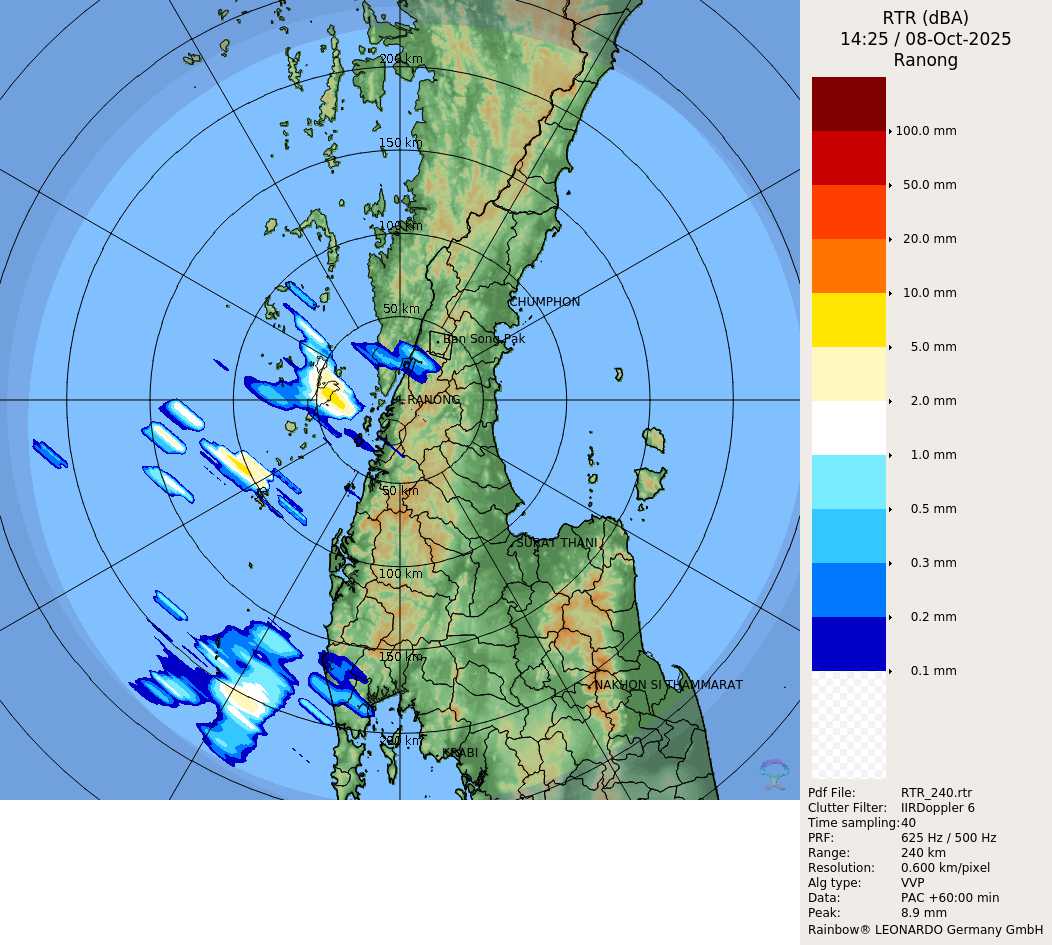 RTR (dBA)
14:25 / 08-Oct-2025
Ranong
200 km
150 km
100 km
50 km
CHUMPHON
Ban Song Pak
RANONG
50 km
SURAT THANI
100 km
150 km
NAKHON SI THAMMARAT
200 km
KRABI
100.0 mm
50.0 mm
20.0 mm
10.0 mm
5.0 mm
2.0 mm
1.0 mm
0.5 mm
0.3 mm
0.2 mm
0.1 mm
Pdf File: RTR_240.rtr
Clutter Filter: IIRDoppler 6
Time sampling: 40
PRF: 625 Hz / 500 Hz
Range: 240 km
Resolution: 0.600 km/pixel
Alg type: VVP
Data: PAC +60:00 min
Peak: 8.9 mm
Rainbow® LEONARDO Germany GmbH